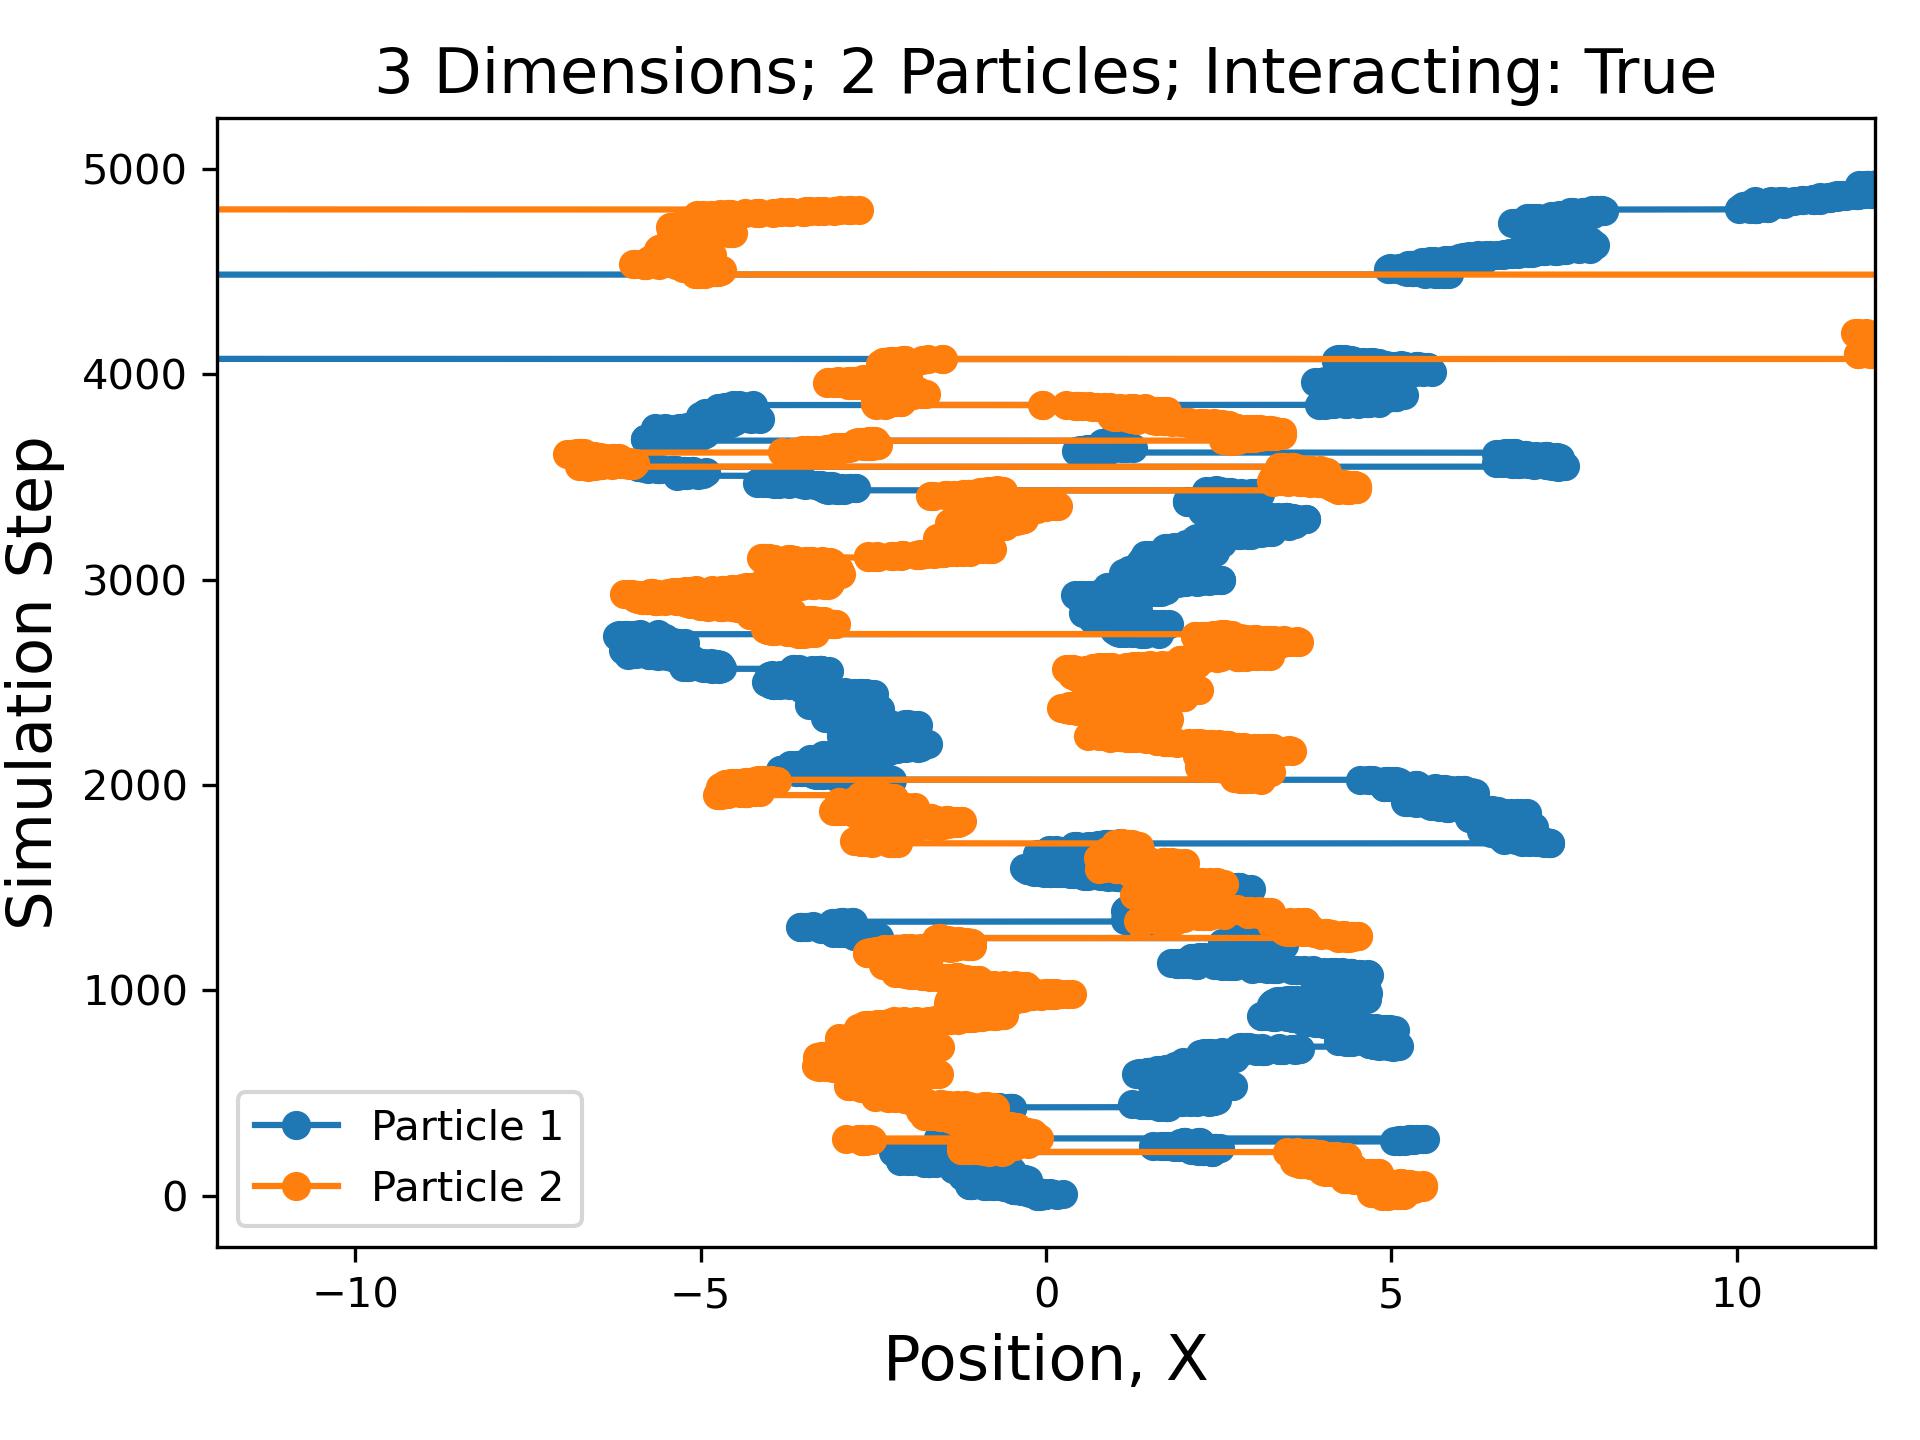 3 Dimensions; 2 Particles; Interacting: True
Simulation Step
5000
4000
3000
2000
1000
0
Particle 1
Particle 2
−10
−5
0
5
10
Position, X